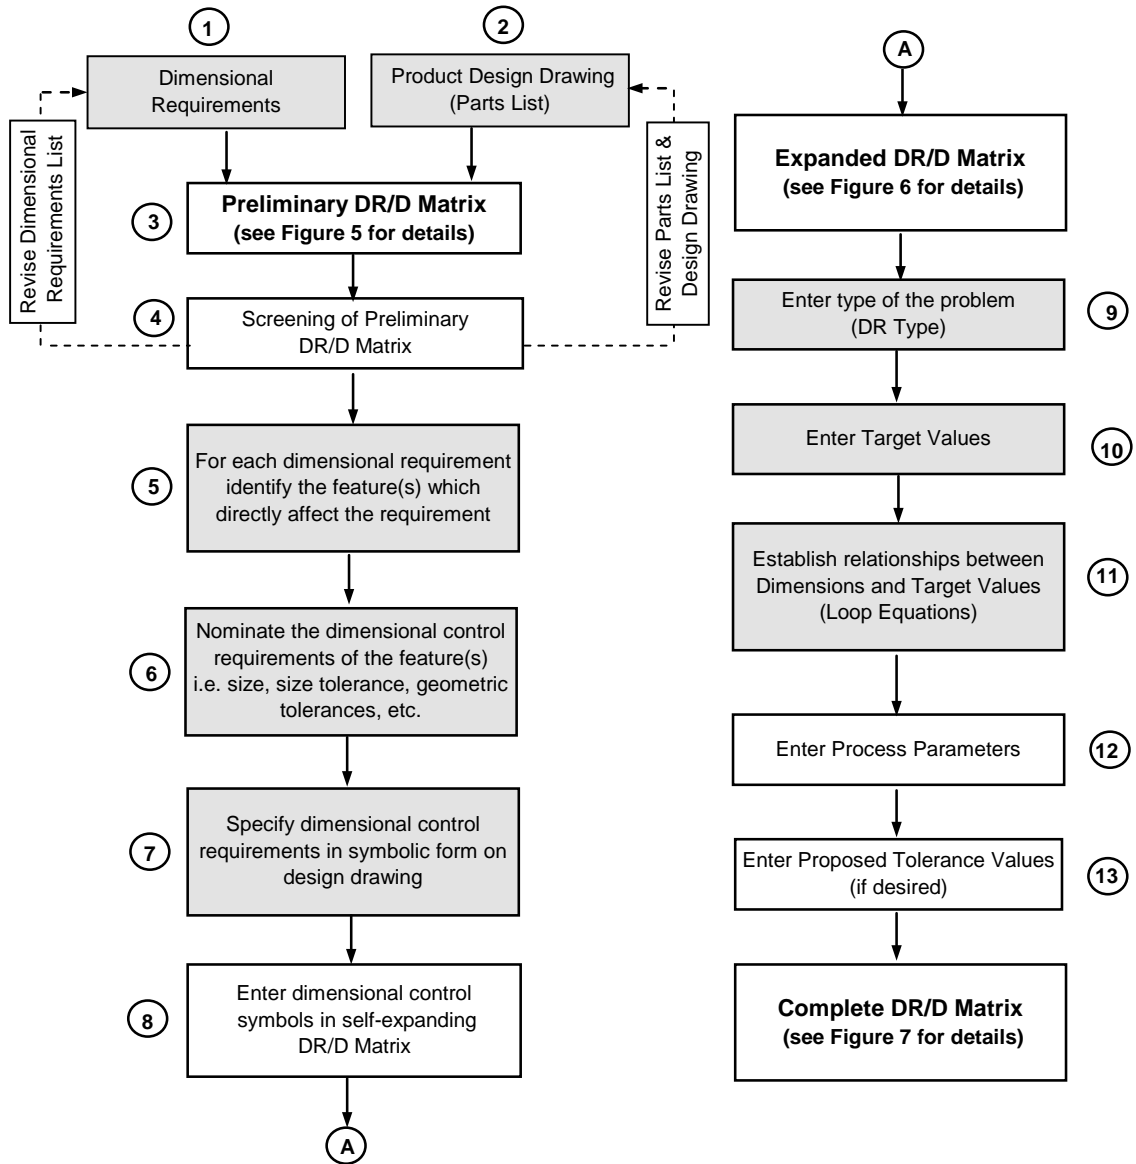 1
Dimensional
Requirements
2
Product Design Drawing
(Parts List)
Revise Dimensional
Requirements List
Revise Parts List &
Design Drawing
3
Preliminary DR/D Matrix
(see Figure 5 for details)
4
Screening of Preliminary
DR/D Matrix
5
For each dimensional requirement
identify the feature(s) which
directly affect the requirement
6
Nominate the dimensional control
requirements of the feature(s)
i.e. size, size tolerance, geometric
tolerances, etc.
7
Specify dimensional control
requirements in symbolic form on
design drawing
8
Enter dimensional control
symbols in self-expanding
DR/D Matrix
A
A
Expanded DR/D Matrix
(see Figure 6 for details)
Enter type of the problem
(DR Type)
9
Enter Target Values
10
Establish relationships between
Dimensions and Target Values
(Loop Equations)
11
Enter Process Parameters
12
Enter Proposed Tolerance Values
(if desired)
13
Complete DR/D Matrix
(see Figure 7 for details)